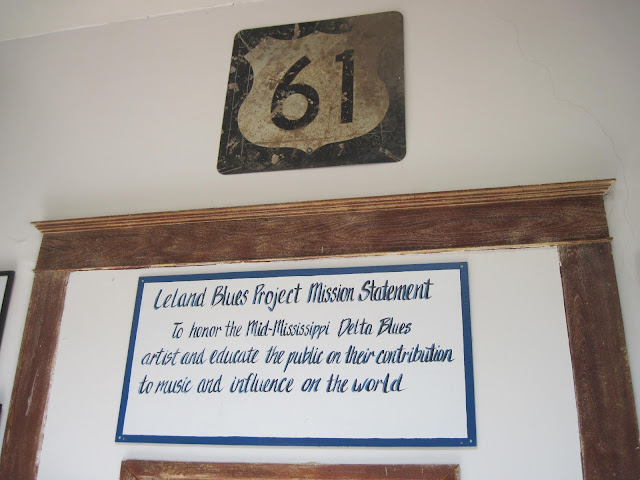 61
Leland Blues Project Mission Statement
To honor the Mid-Mississippi Delta Blues
artist and educate the public on their contribution
to music and influence on the world